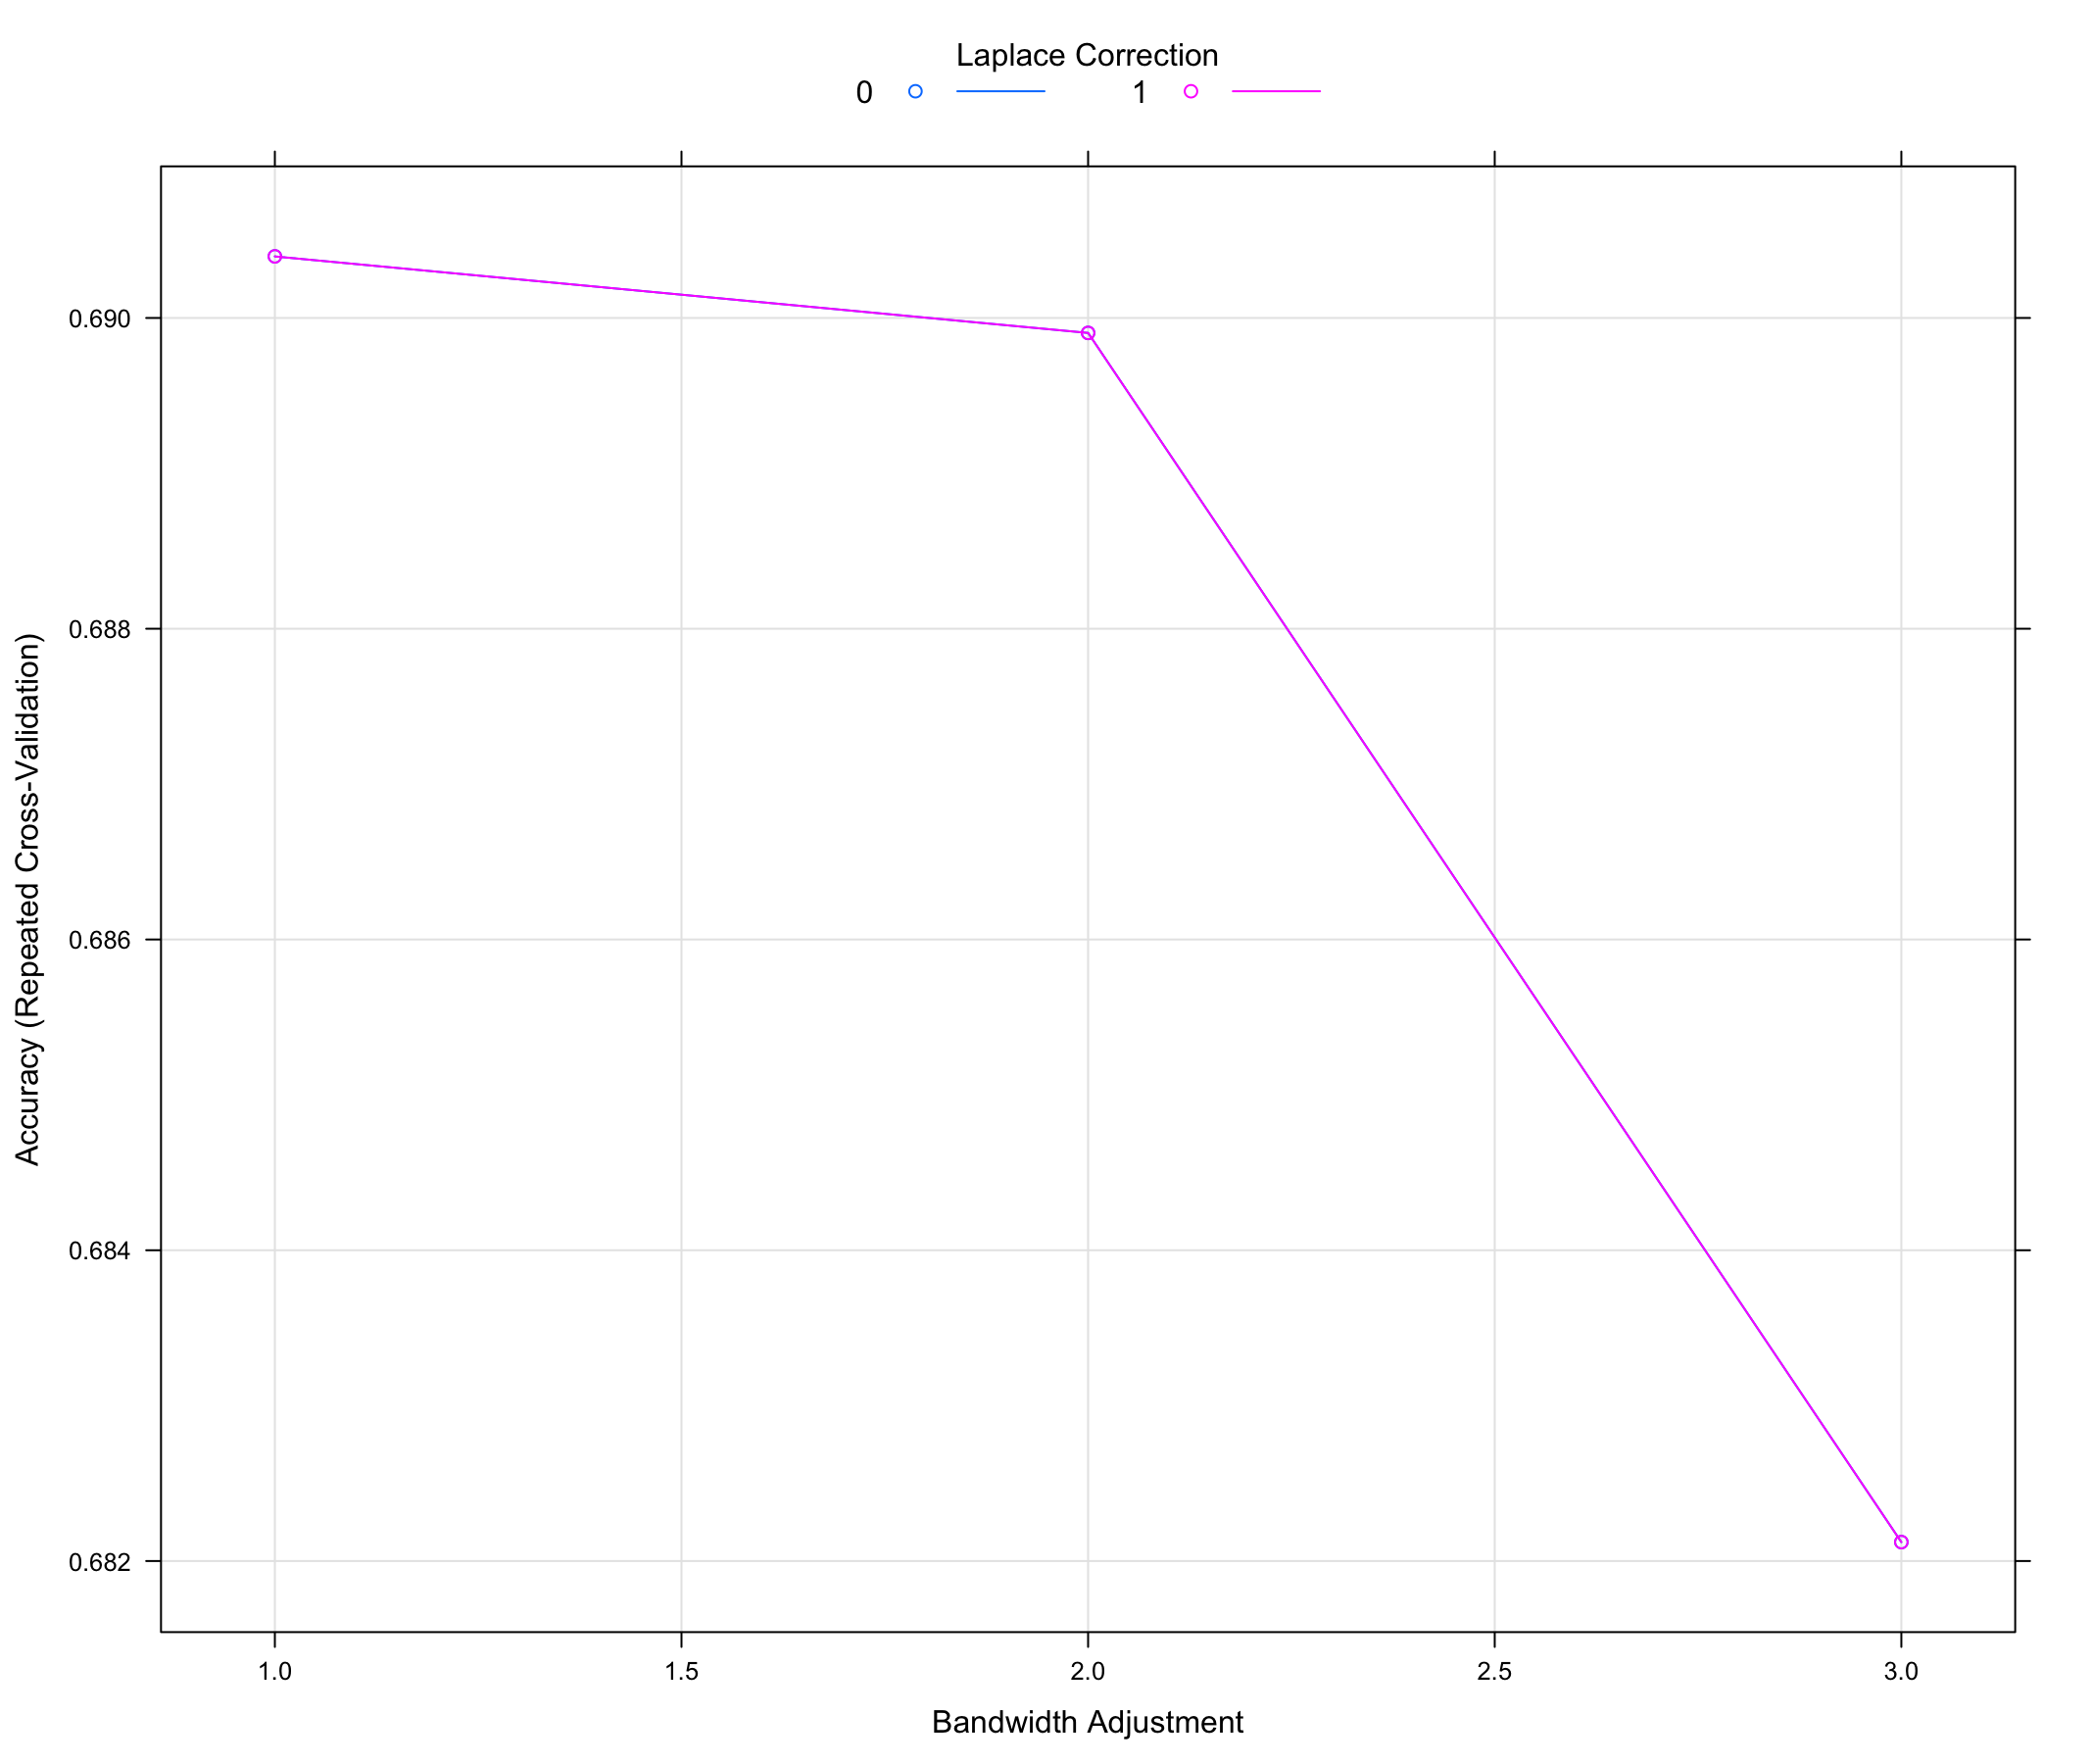 Laplace Correction
0 1
0.690
0.688
0.686
0.684
0.682
Accuracy (Repeated Cross-Validation)
1.0 1.5 2.0 2.5 3.0
Bandwidth Adjustment